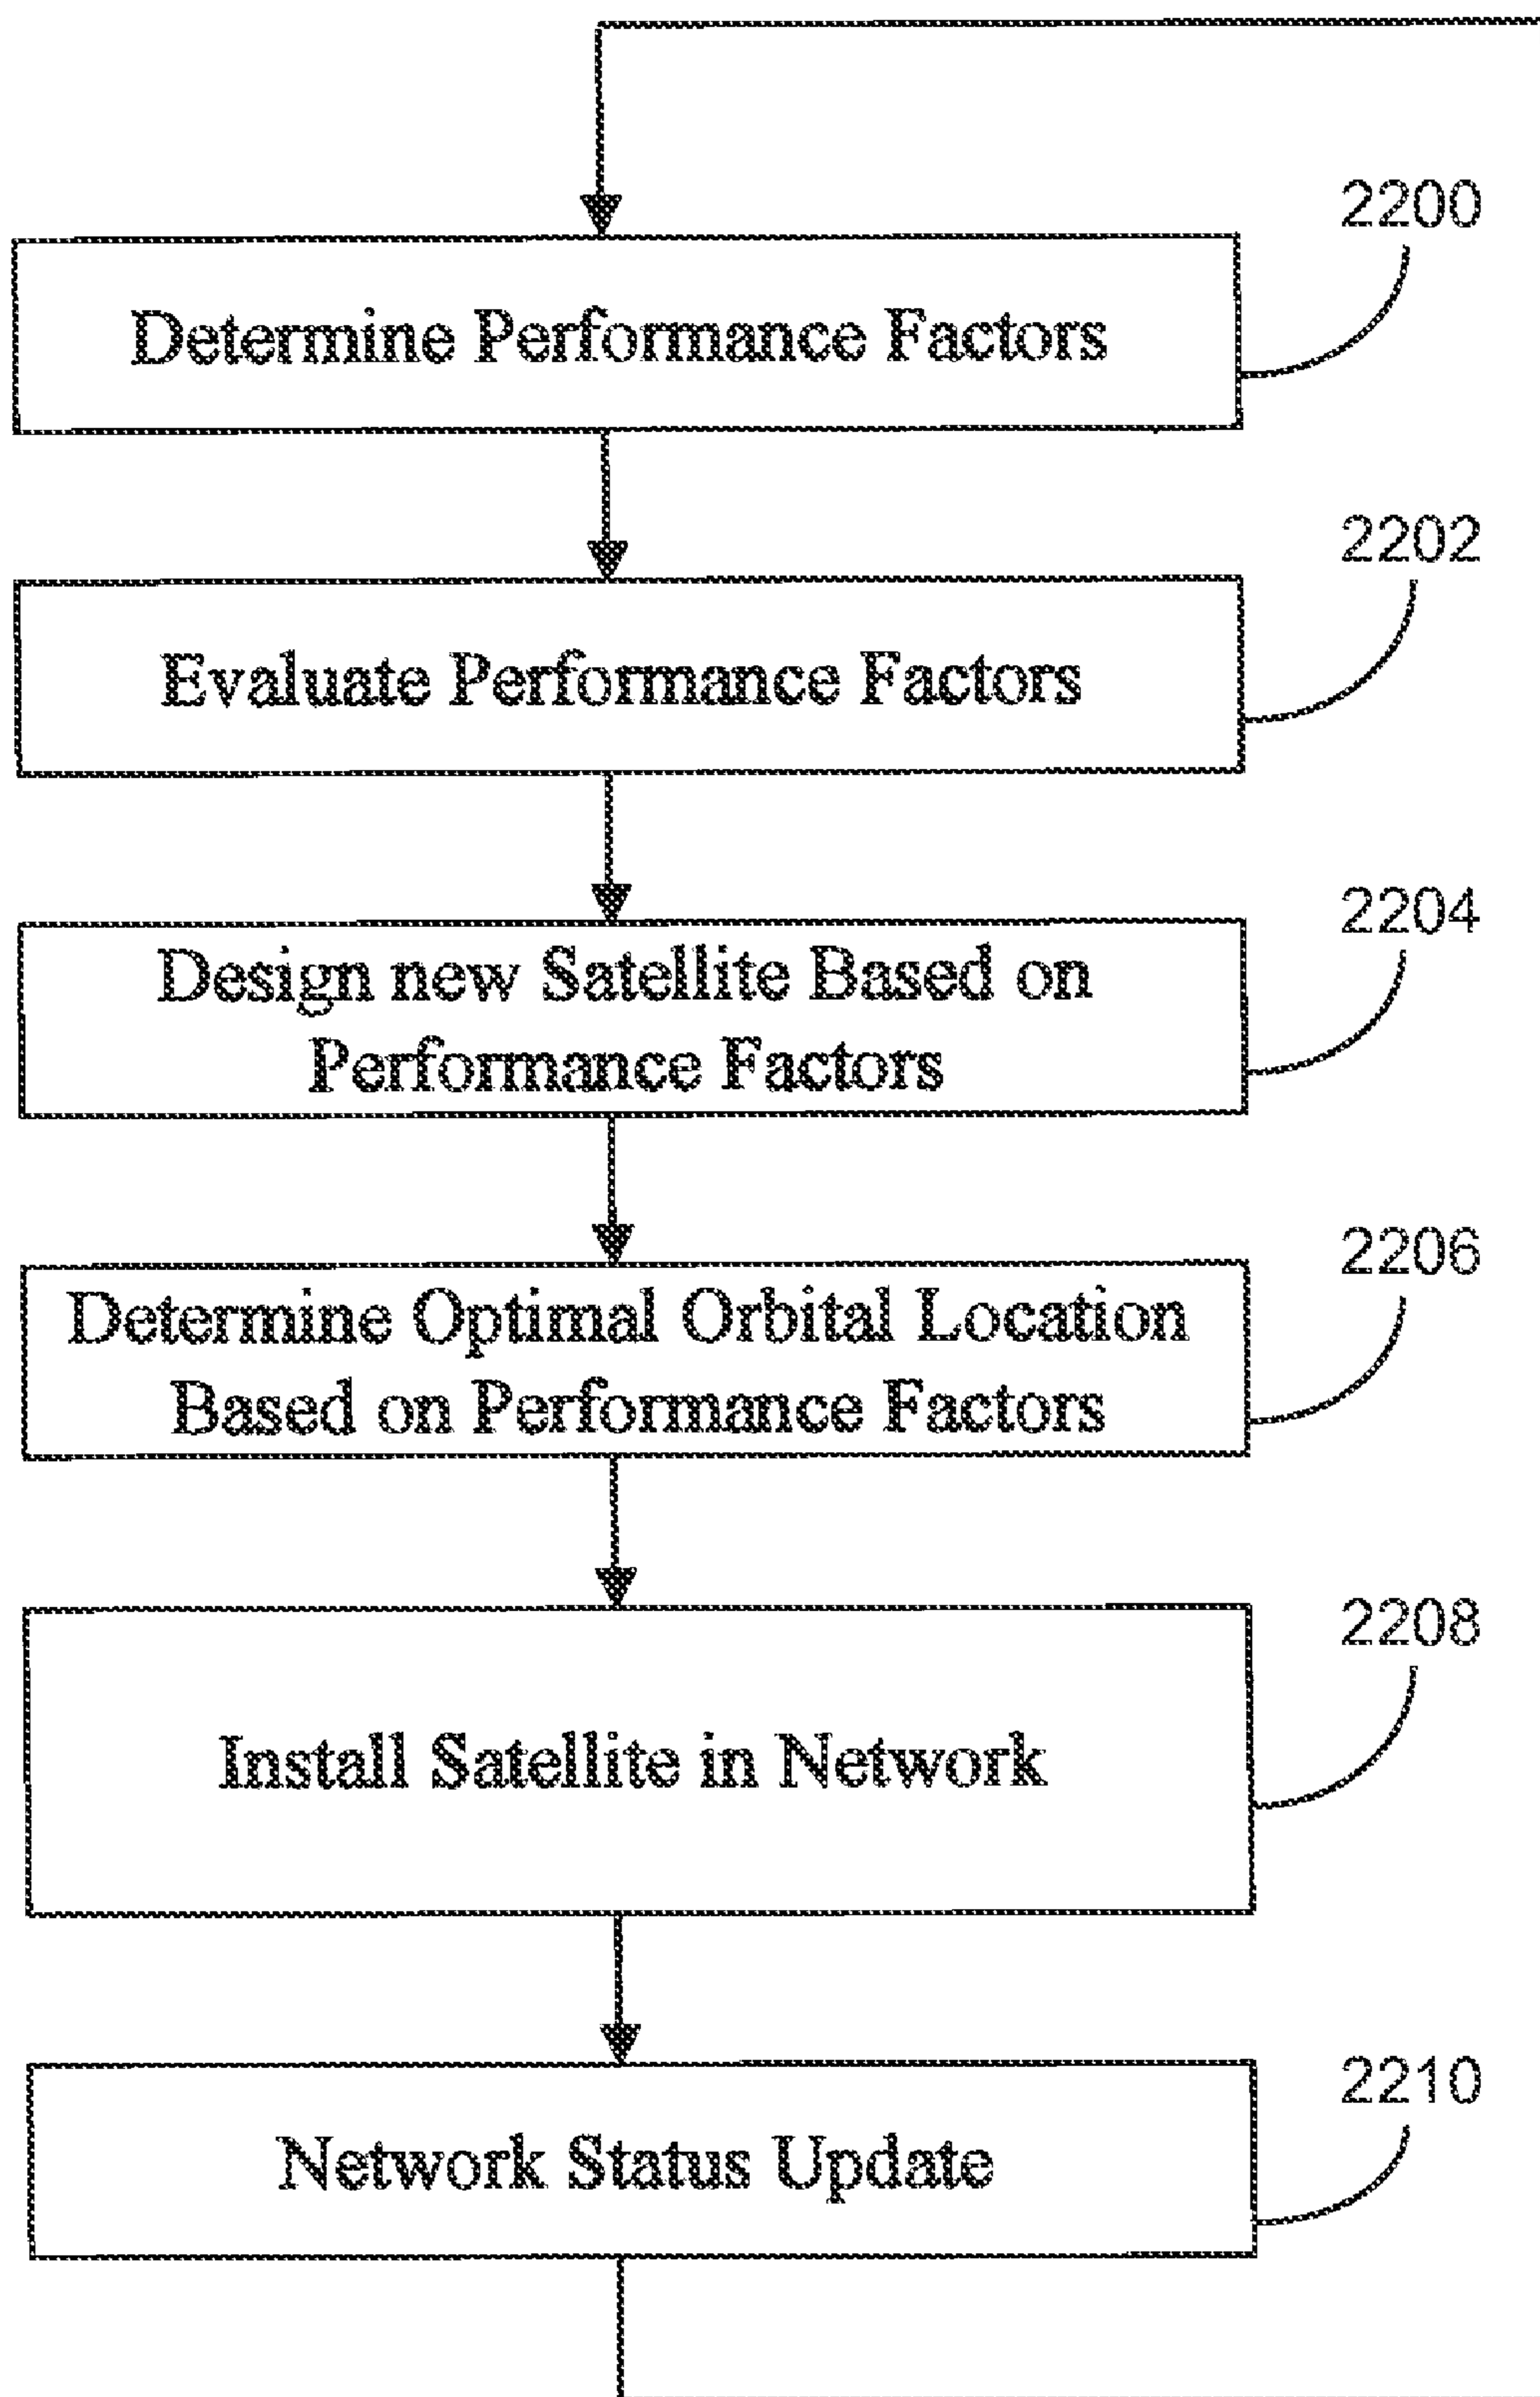 2200
Determine Performance Factors
2202
Evaluate Performance Factors
2204
Design new Satellite Based on
Performance Factors
2206
Determine Optimal Orbital Location
Based on Performance Factors
2208
Install Satellite in Network
2210
Network Status Update